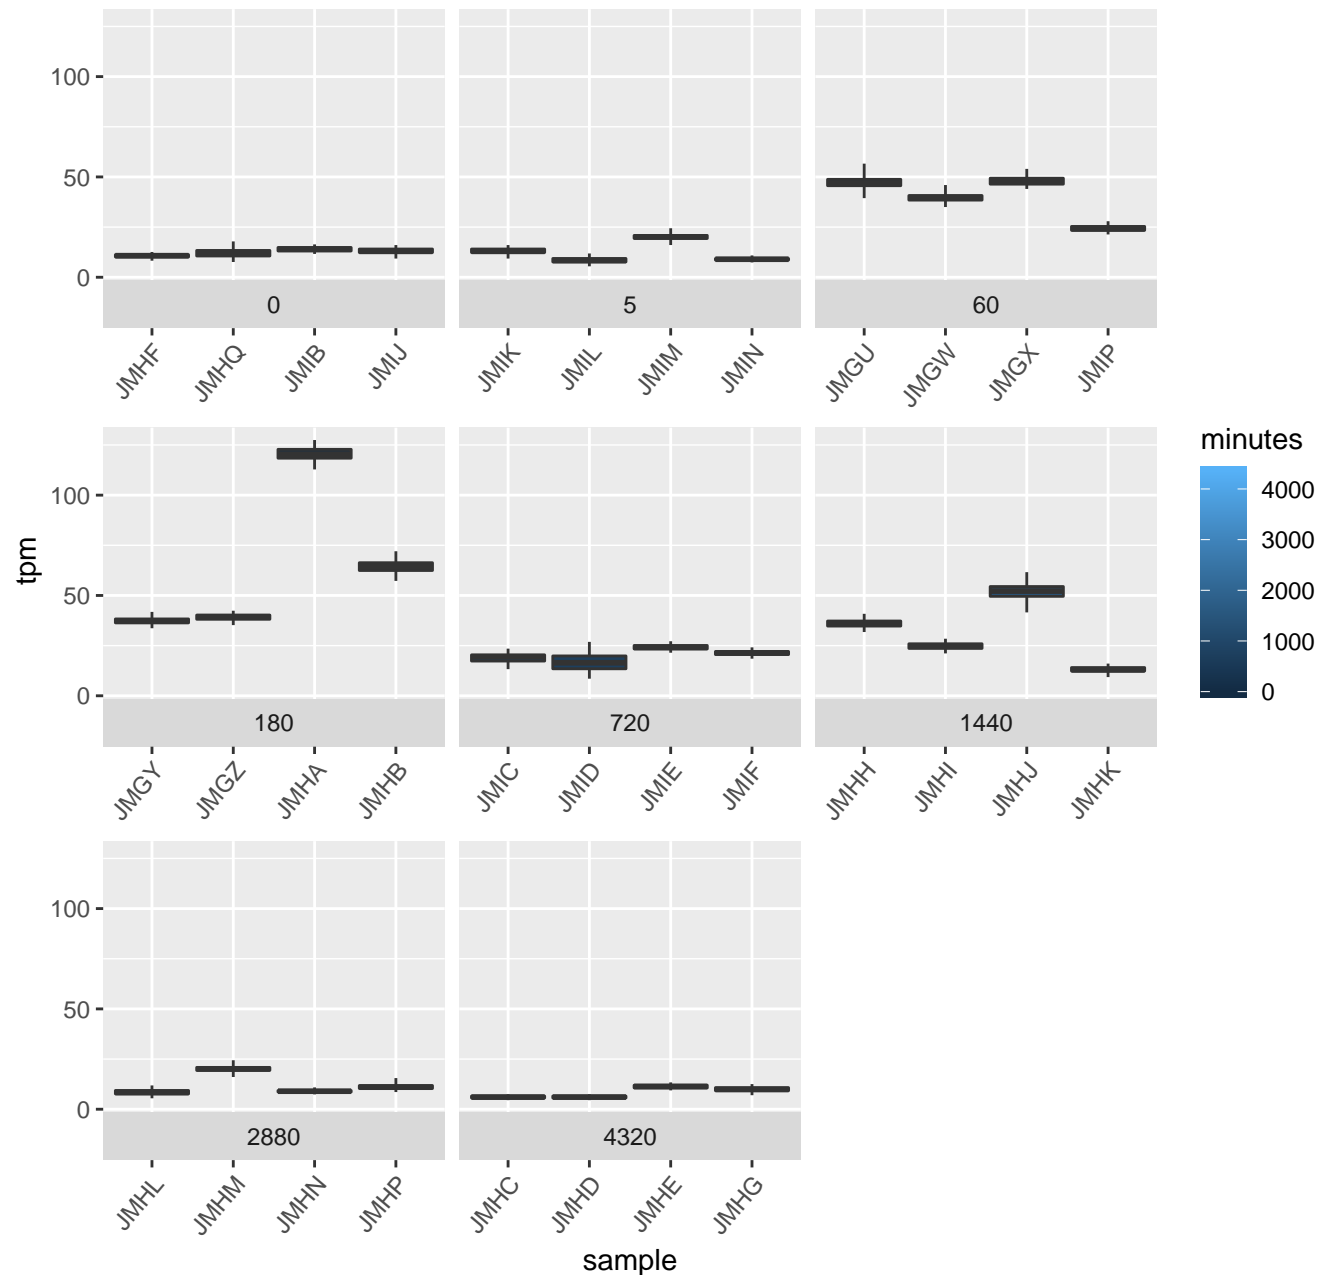 100
50
0
0
5
60
JMHF
JMHQ
JMIB
JMIJ
JMIK
JMIL
JMIM
JMIN
JMGU
JMGW
JMGX
JMIP
tpm
100
50
0
180
720
1440
JMGY
JMGZ
JMHA
JMHB
JMIC
JMID
JMIE
JMIF
JMHH
JMHI
JMHJ
JMHK
minutes
4000
3000
2000
1000
0
100
50
0
2880
4320
JMHL
JMHM
JMHN
JMHP
JMHC
JMHD
JMHE
JMHG
sample